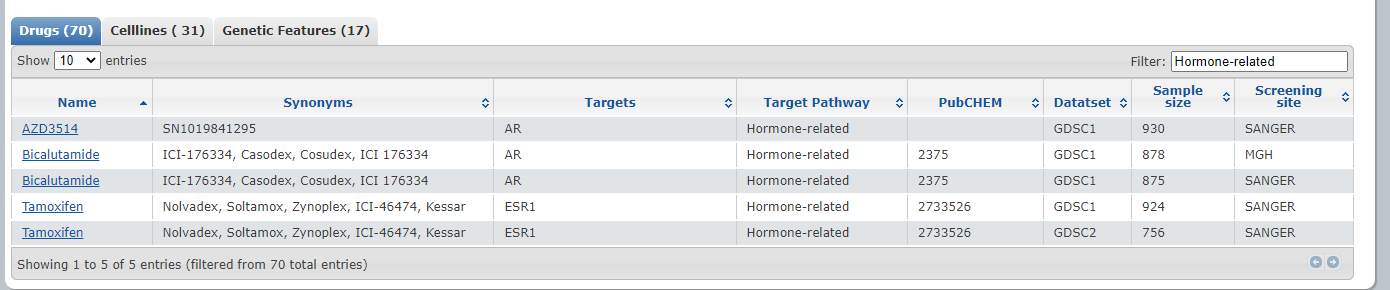 Drugs (70) Celllines ( 31) Genetic Features (17)
Show 10 entries Filter: Hormone-related
Name Synonyms Targets Target Pathway PubCHEM Datatset Sample size Screening site
AZD3514 SN1019841295 AR Hormone-related GDSC1 930 SANGER
Bicalutamide ICI-176334, Casodex, Cosudex, ICI 176334 AR Hormone-related 2375 GDSC1 878 MGH
Bicalutamide ICI-176334, Casodex, Cosudex, ICI 176334 AR Hormone-related 2375 GDSC1 875 SANGER
Tamoxifen Nolvadex, Soltamox, Zynoplex, ICI-46474, Kessar ESR1 Hormone-related 2733526 GDSC1 924 SANGER
Tamoxifen Nolvadex, Soltamox, Zynoplex, ICI-46474, Kessar ESR1 Hormone-related 2733526 GDSC2 756 SANGER
Showing 1 to 5 of 5 entries (filtered from 70 total entries)